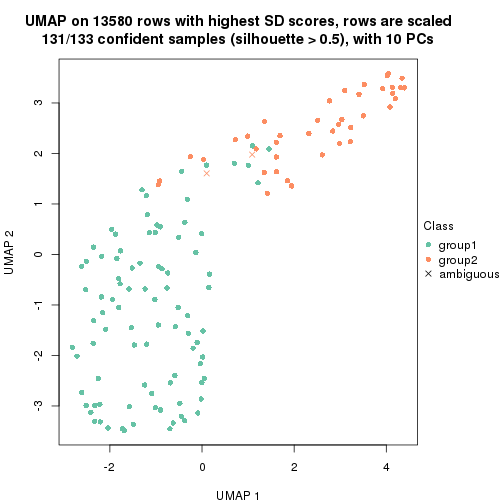 UMAP on 13580 rows with highest SD scores, rows are scaled
131/133 confident samples (silhouette > 0.5), with 10 PCs
3
2
1
0
-1
-2
-3
UMAP 2
-2
0
2
4
UMAP 1
Class
group1
group2
ambiguous